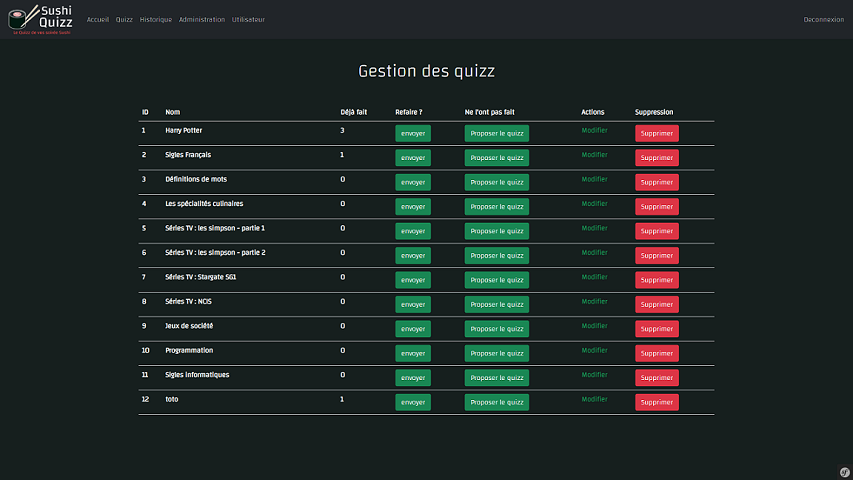 Sushi
Quizz
Le Quizz de vos soirée Sushi
Accueil Quizz Historique Administration Utilisateur Deconnexion
Gestion des quizz
ID Nom Déjà fait Refaire ? Ne l'ont pas fait Actions Suppression
1 Harry Potter 3 envoyer Proposer le quizz Modifier Supprimer
2 Sigles Français 1 envoyer Proposer le quizz Modifier Supprimer
3 Définitions de mots 0 envoyer Proposer le quizz Modifier Supprimer
4 Les spécialités culinaires 0 envoyer Proposer le quizz Modifier Supprimer
5 Séries TV : les simpson - partie 1 0 envoyer Proposer le quizz Modifier Supprimer
6 Séries TV : les simpson - partie 2 0 envoyer Proposer le quizz Modifier Supprimer
7 Séries TV : Stargate SG1 0 envoyer Proposer le quizz Modifier Supprimer
8 Séries TV : NCIS 0 envoyer Proposer le quizz Modifier Supprimer
9 Jeux de société 0 envoyer Proposer le quizz Modifier Supprimer
10 Programmation 0 envoyer Proposer le quizz Modifier Supprimer
11 Sigles informatiques 0 envoyer Proposer le quizz Modifier Supprimer
12 toto 1 envoyer Proposer le quizz Modifier Supprimer